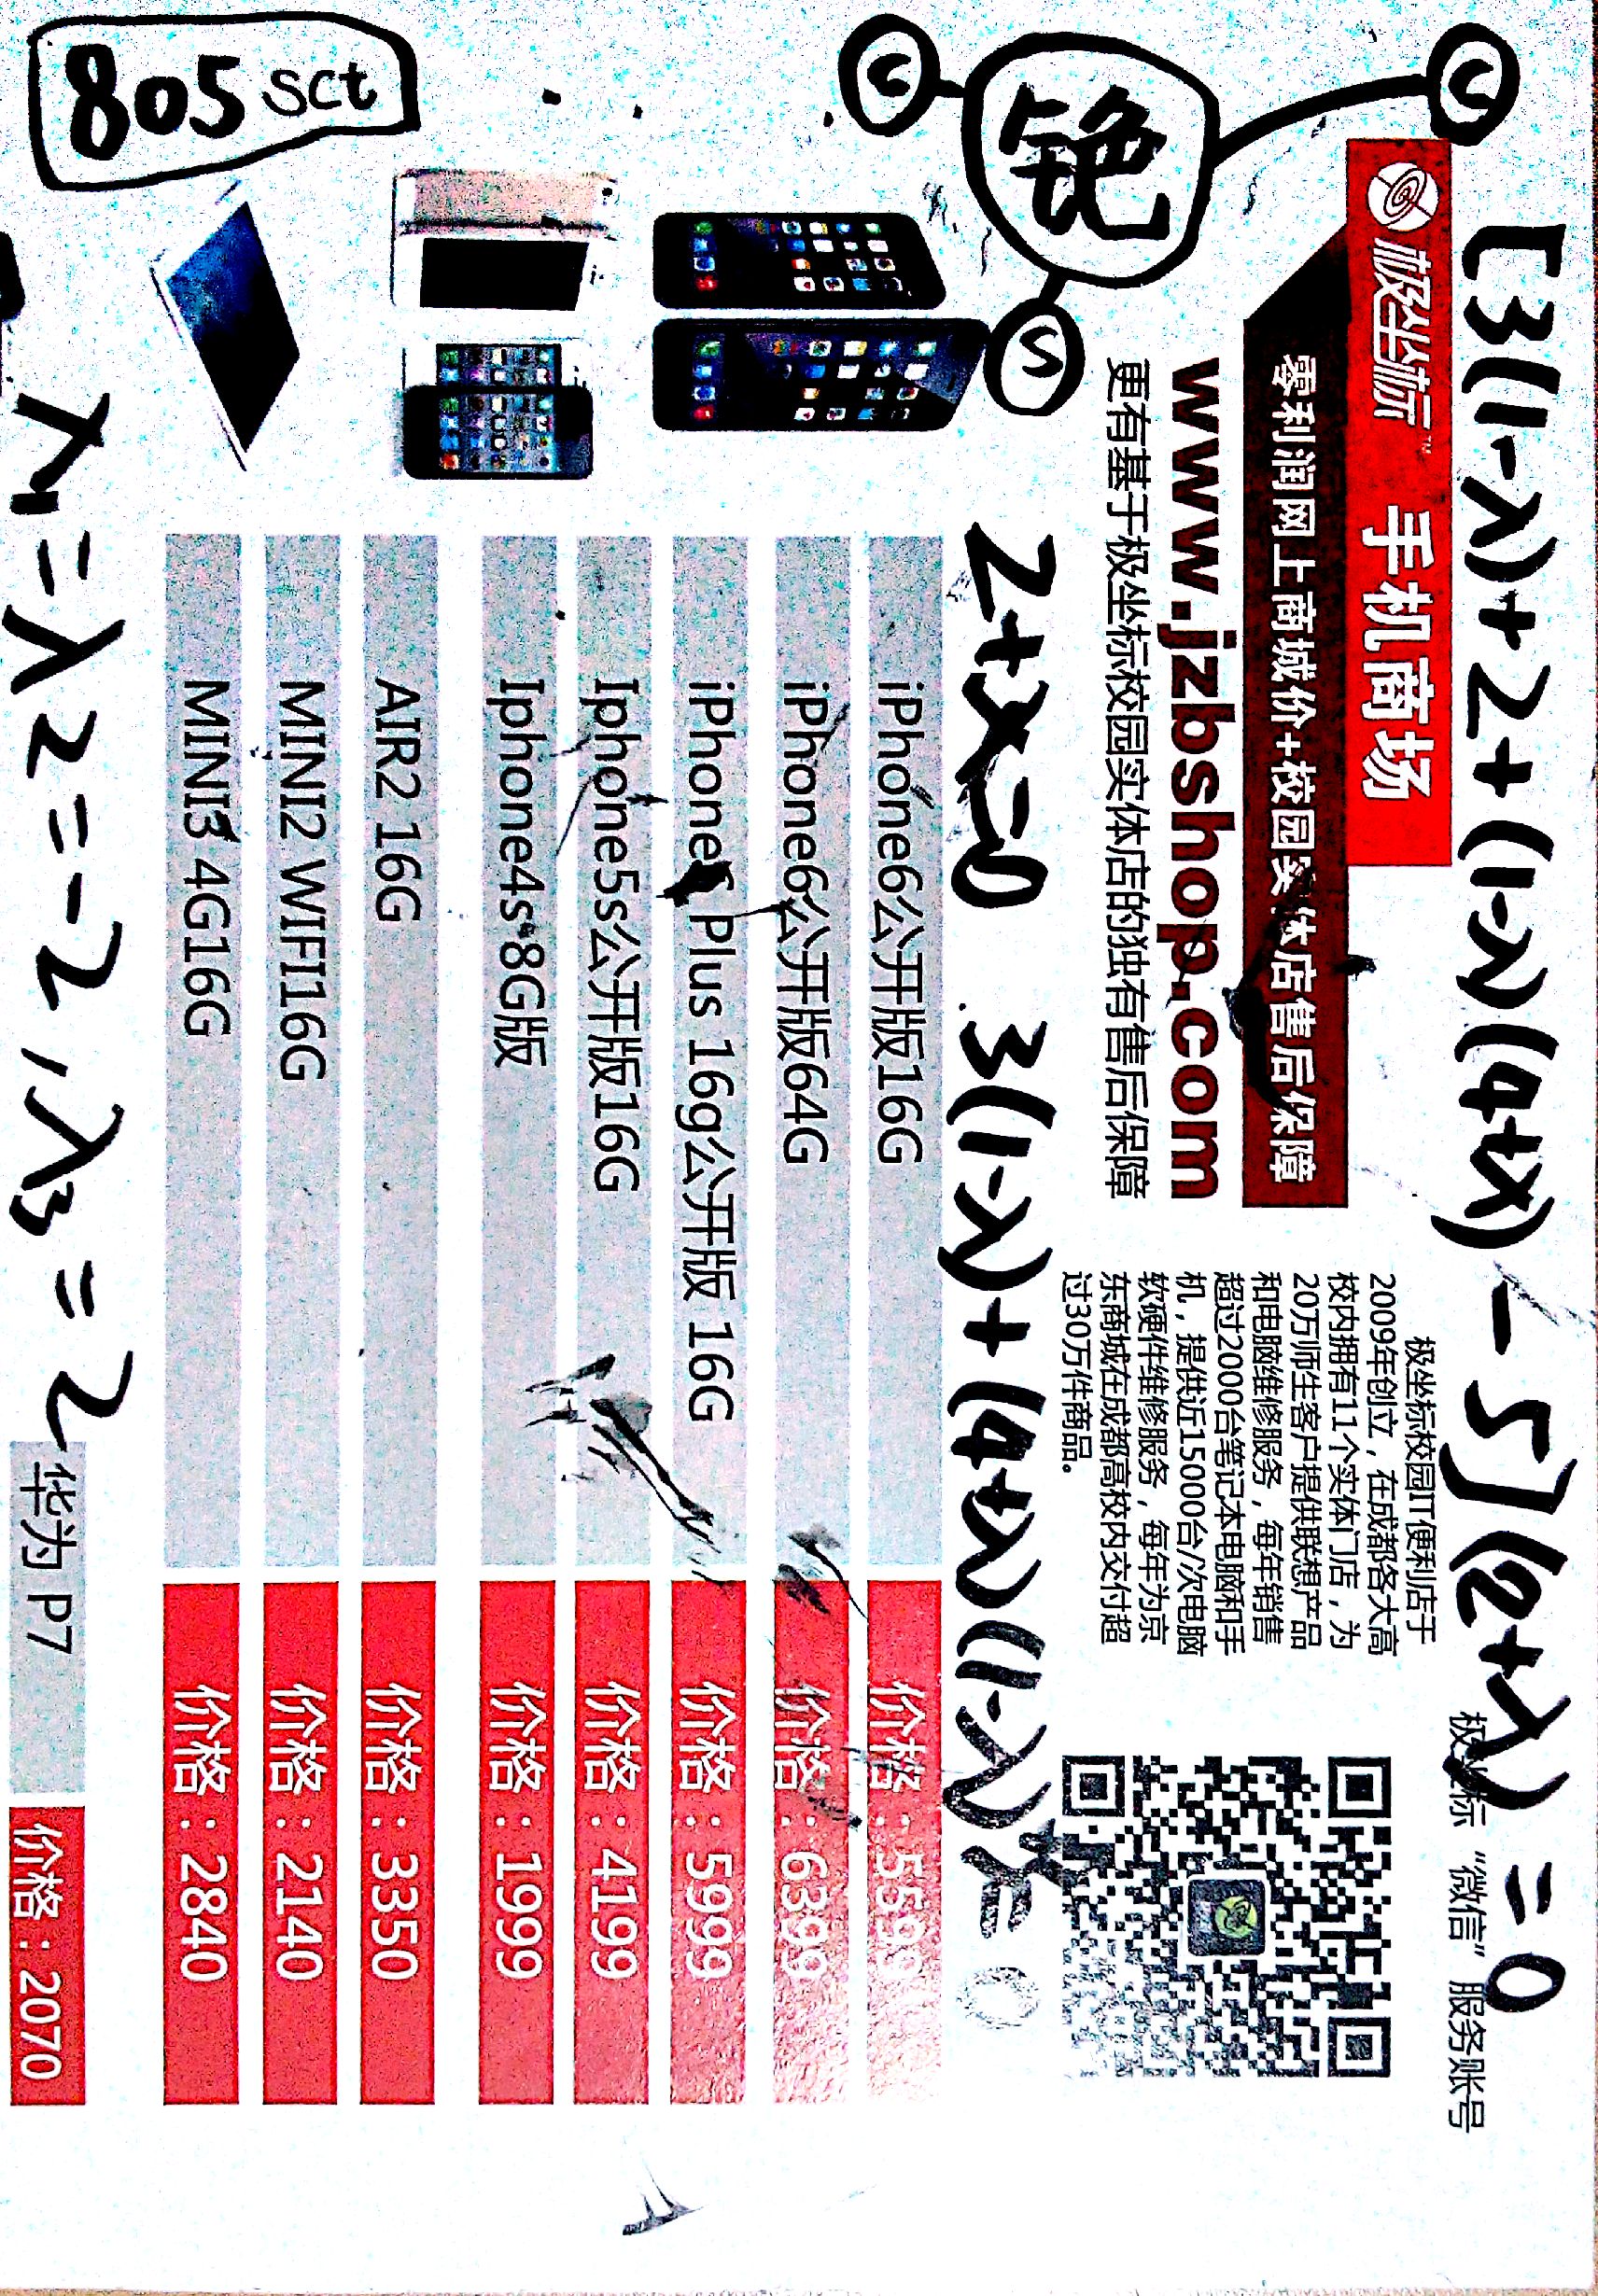 [3(1-λ)+2+(1-λ)(4+λ)-5](2+λ)=0
极坐标 手机商场
零利润网上商城价+校园实体店售后保障
www.jzbshop.com
更有基于极坐标校园实体店的独有售后保障
极坐标校园IT便利店于
2009年创立，在成都各大高
校内拥有11个实体门店，为
20万师生客户提供联想产品
和电脑维修服务，每年销售
超过2000台笔记本电脑和手
机，提供近15000台/次电脑
软硬件维修服务，每年为京
东商城在成都高校内交付超
过30万件商品。
极坐标“微信”服务账号
铯
2+λ=0 3(1-λ)+(4+λ)(1-λ)=0
iPhone6公开版16G 价格：5599
iPhone6公开版64G 价格：6399
iPhone6 Plus 16g公开版 16G 价格：5999
Iphone5s公开版16G 价格：4199
Iphone4s 8G版 价格：1999
AIR2 16G 价格：3350
MINI2 WIFI16G 价格：2140
MINI3 4G16G 价格：2840
华为 P7 价格：2070
805 sct
λ1=λ2=-2,λ3=2